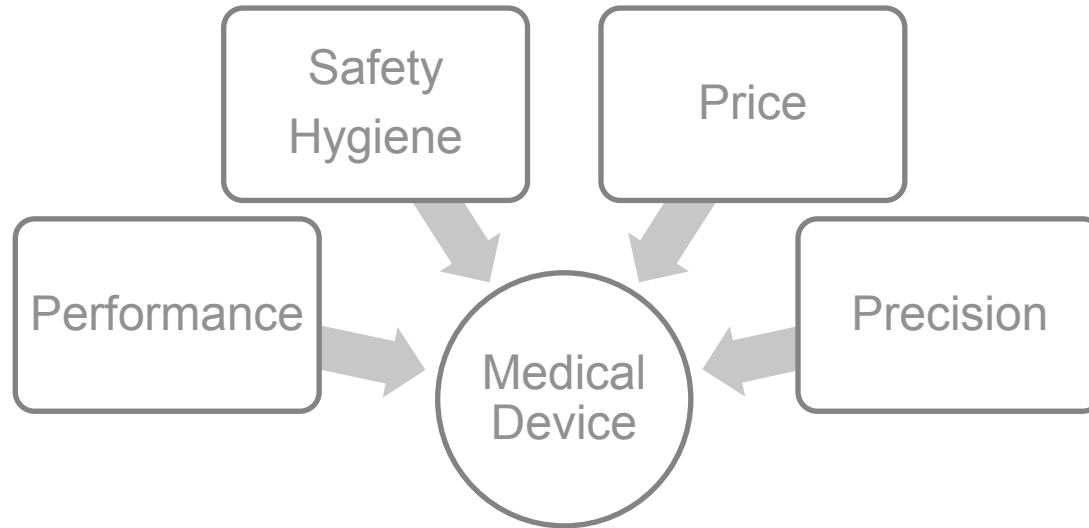 Safety
Hygiene
Price
Performance
Precision
Medical
Device